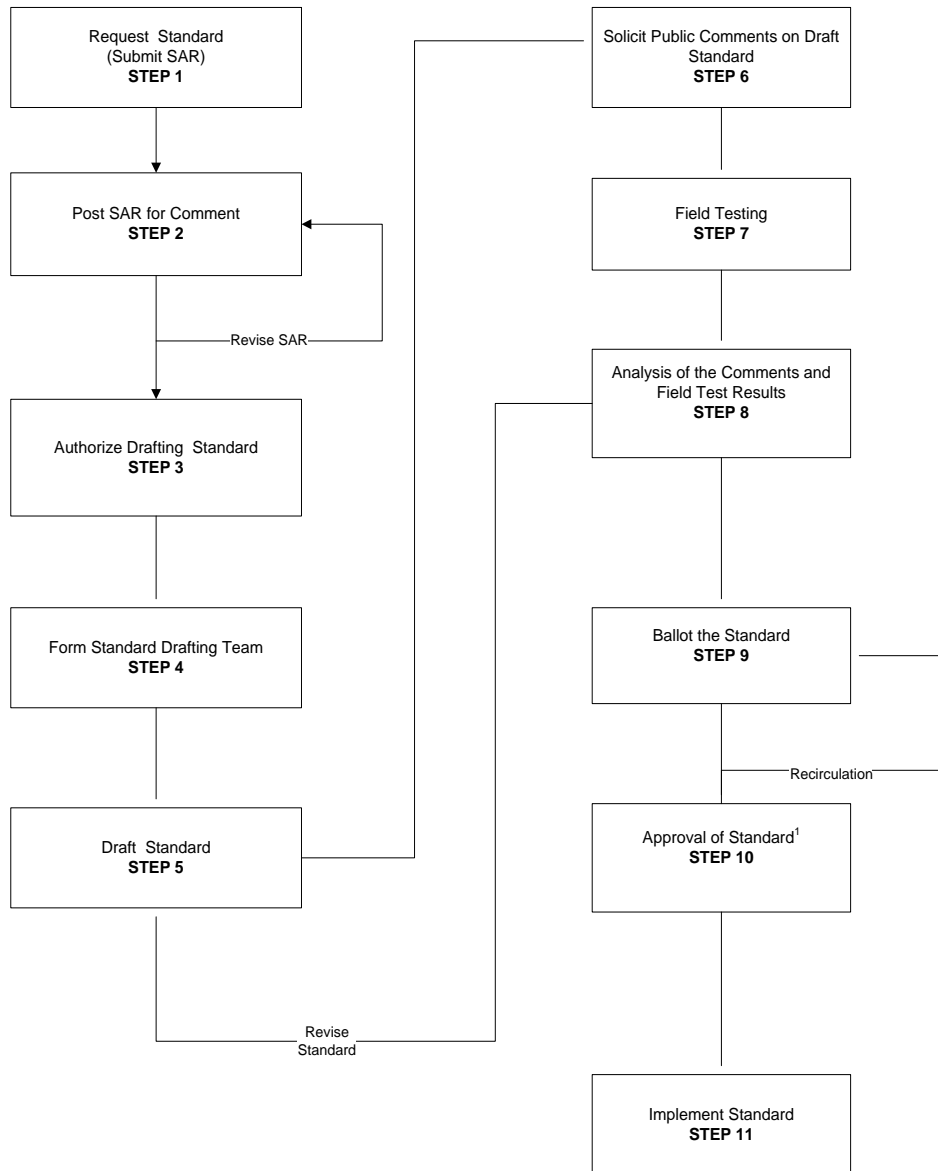 Request Standard
(Submit SAR)
STEP 1
Post SAR for Comment
STEP 2
Revise SAR
Authorize Drafting Standard
STEP 3
Form Standard Drafting Team
STEP 4
Draft Standard
STEP 5
Revise
Standard
Solicit Public Comments on Draft
Standard
STEP 6
Field Testing
STEP 7
Analysis of the Comments and
Field Test Results
STEP 8
Ballot the Standard
STEP 9
Recirculation
Approval of Standard¹
STEP 10
Implement Standard
STEP 11